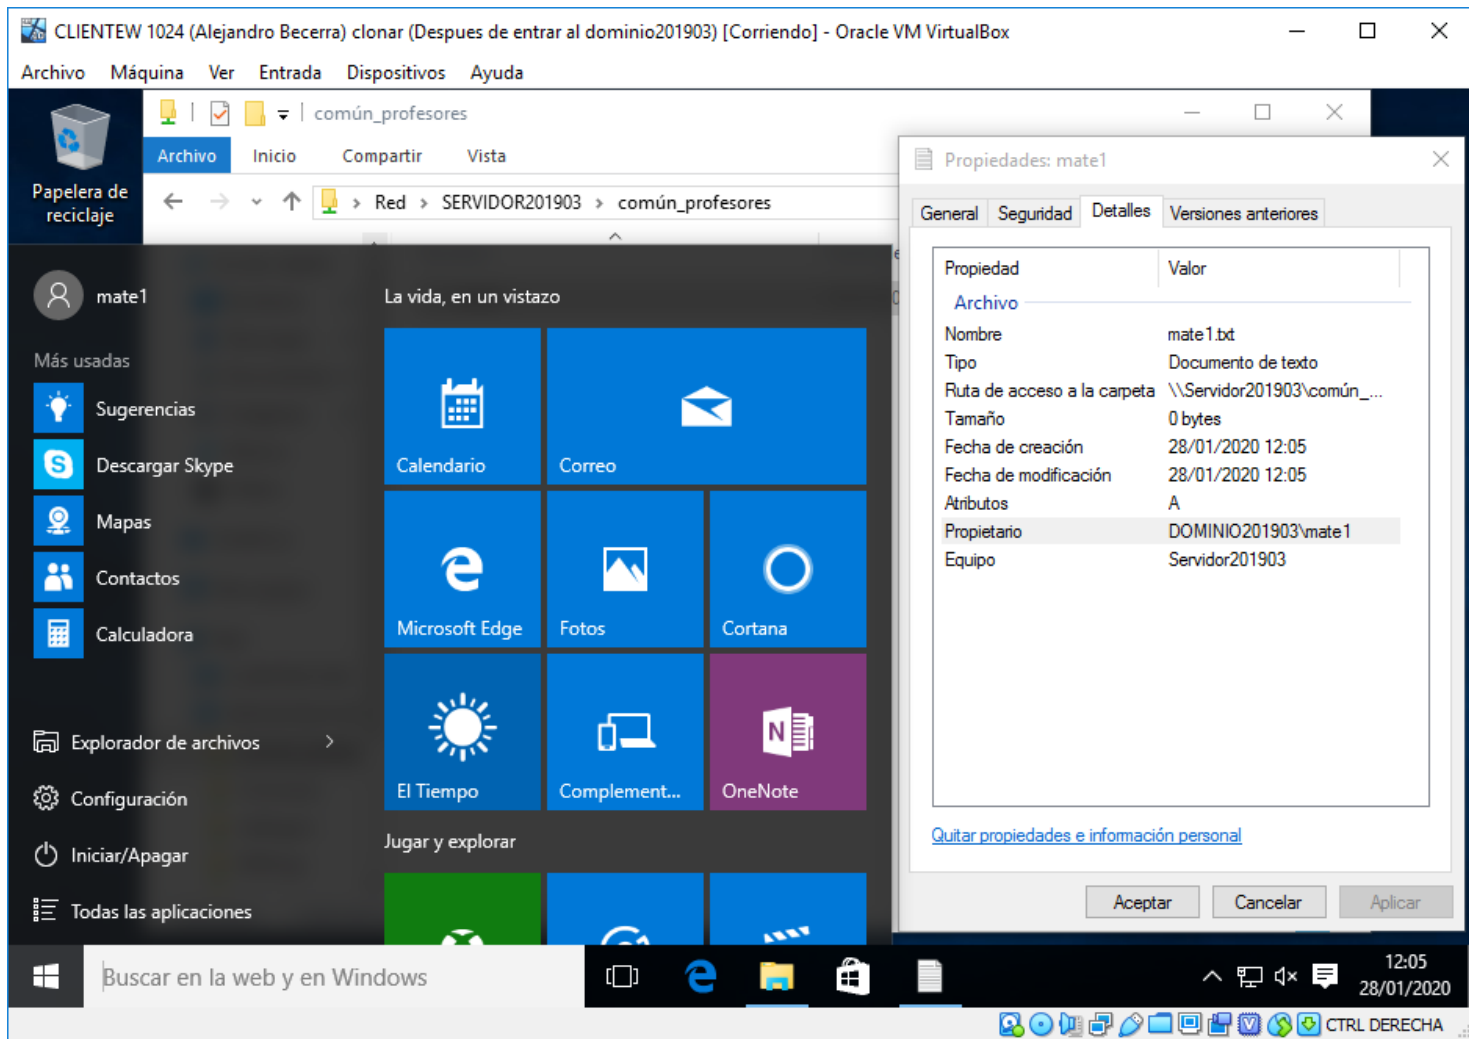 CLIENTEW 1024 (Alejandro Becerra) clonar (Despues de entrar al dominio201903) [Corriendo] - Oracle VM VirtualBox
Archivo Máquina Ver Entrada Dispositivos Ayuda
Papelera de
reciclaje
común_profesores
Archivo Inicio Compartir Vista
Red > SERVIDOR201903 > común_profesores
mate1
Más usadas
Sugerencias
Descargar Skype
Mapas
Contactos
Calculadora
Explorador de archivos
Configuración
Iniciar/Apagar
Todas las aplicaciones
La vida, en un vistazo
Calendario
Correo
Microsoft Edge
Fotos
Cortana
El Tiempo
Complement...
OneNote
Jugar y explorar
Propiedades: mate1
General Seguridad Detalles Versiones anteriores
Propiedad Valor
Archivo
Nombre mate1.txt
Tipo Documento de texto
Ruta de acceso a la carpeta \\Servidor201903\común_...
Tamaño 0 bytes
Fecha de creación 28/01/2020 12:05
Fecha de modificación 28/01/2020 12:05
Atributos A
Propietario DOMINIO201903\mate1
Equipo Servidor201903
Quitar propiedades e información personal
Aceptar Cancelar Aplicar
Buscar en la web y en Windows
12:05
28/01/2020
CTRL DERECHA